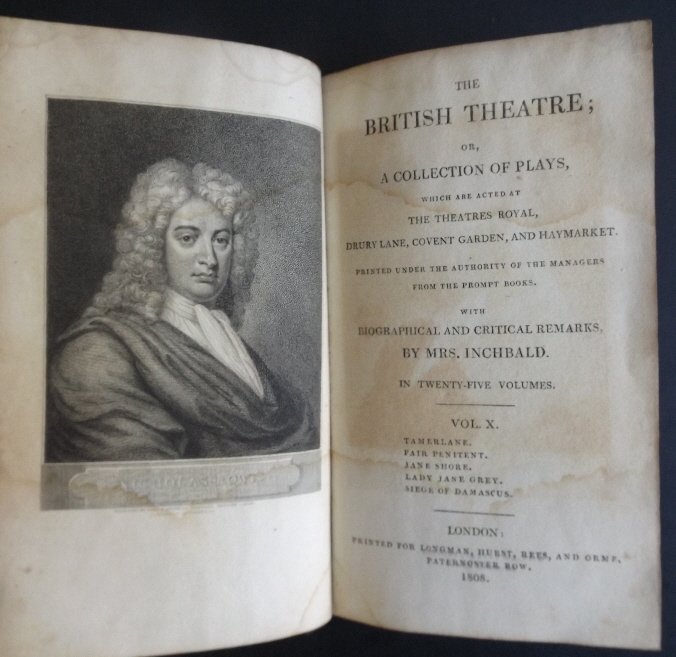 THE
BRITISH THEATRE;
OR,
A COLLECTION OF PLAYS,
WHICH ARE ACTED AT
THE THEATRES ROYAL,
DRURY LANE, COVENT GARDEN, AND HAYMARKET.
PRINTED UNDER THE AUTHORITY OF THE MANAGERS
FROM THE PROMPT BOOKS.
WITH
BIOGRAPHICAL AND CRITICAL REMARKS,
BY MRS. INCHBALD.
IN TWENTY-FIVE VOLUMES.
VOL. X.
TAMERLANE.
FAIR PENITENT.
JANE SHORE.
LADY JANE GREY.
SIEGE OF DAMASCUS.
LONDON:
PRINTED FOR LONGMAN, HURST, REES, AND ORME,
PATERNOSTER ROW.
1808.